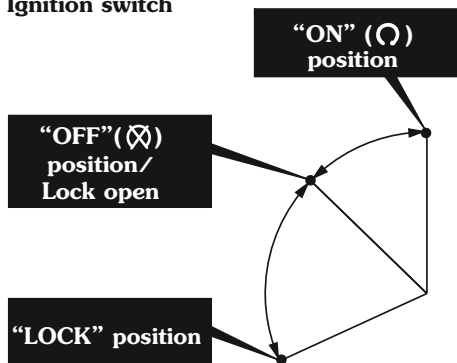 Ignition switch
“ON” (Ω)
position
“OFF”(⊗)
position/
Lock open
“LOCK” position